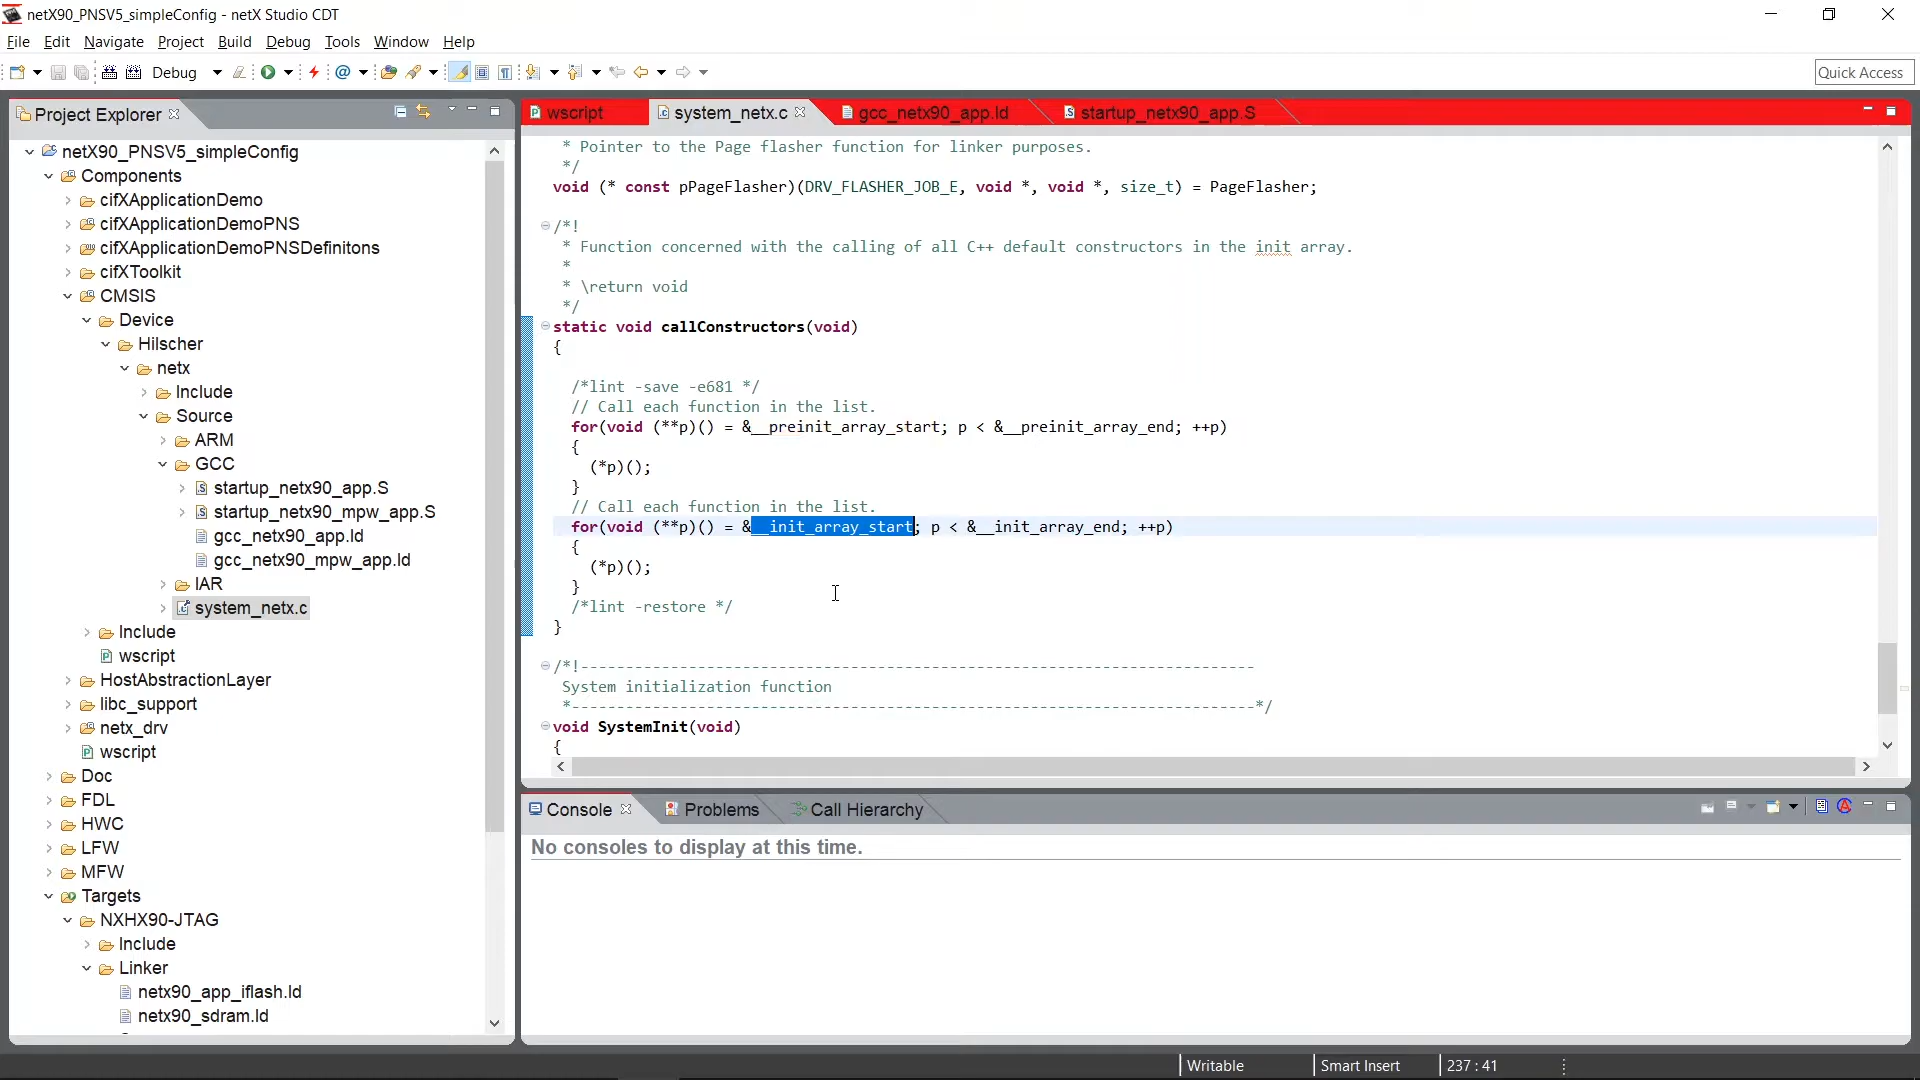 netX90_PNSV5_simpleConfig - netX Studio CDT
File Edit Navigate Project Build Debug Tools Window Help
Debug
Quick Access
Project Explorer
netX90_PNSV5_simpleConfig
Components
cifXApplicationDemo
cifXApplicationDemoPNS
cifXApplicationDemoPNSDefinitons
cifXToolkit
CMSIS
Device
Hilscher
netx
Include
Source
ARM
GCC
startup_netx90_app.S
startup_netx90_mpw_app.S
gcc_netx90_app.ld
gcc_netx90_mpw_app.ld
IAR
system_netx.c
Include
wscript
HostAbstractionLayer
libc_support
netx_drv
wscript
Doc
FDL
HWC
LFW
MFW
Targets
NXHX90-JTAG
Include
Linker
netx90_app_iflash.ld
netx90_sdram.ld
wscript system_netx.c gcc_netx90_app.ld startup_netx90_app.S
* Pointer to the Page flasher function for linker purposes.
*/
void (* const pPageFlasher)(DRV_FLASHER_JOB_E, void *, void *, size_t) = PageFlasher;
/*!
* Function concerned with the calling of all C++ default constructors in the init array.
*
* \return void
*/
static void callConstructors(void)
{
/*lint -save -e681 */
// Call each function in the list.
for(void (**p)() = &__preinit_array_start; p < &__preinit_array_end; ++p)
{
(*p)();
}
// Call each function in the list.
for(void (**p)() = &__init_array_start; p < &__init_array_end; ++p)
{
(*p)();
}
/*lint -restore */
}
/*!---------------------------------------------------------------------------
System initialization function
*----------------------------------------------------------------------------*/
void SystemInit(void)
{
Console Problems Call Hierarchy
No consoles to display at this time.
Writable Smart Insert 237 : 41